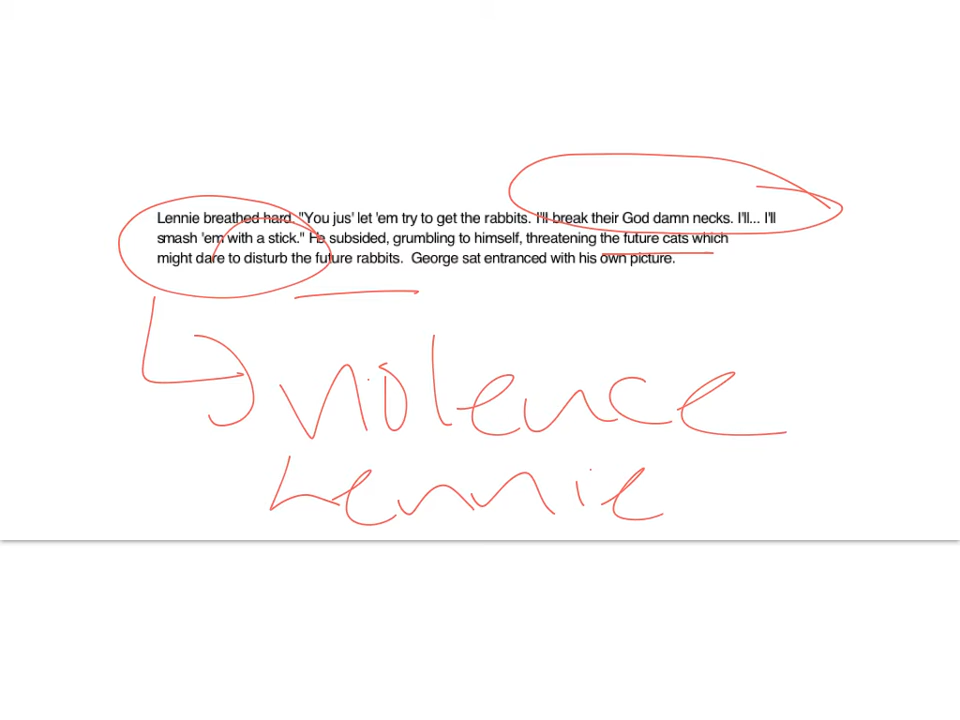 Lennie breathed hard. "You jus' let 'em try to get the rabbits. I'll break their God damn necks. I'll... I'll
smash 'em with a stick." He subsided, grumbling to himself, threatening the future cats which
might dare to disturb the future rabbits.  George sat entranced with his own picture.
violence
Lennie